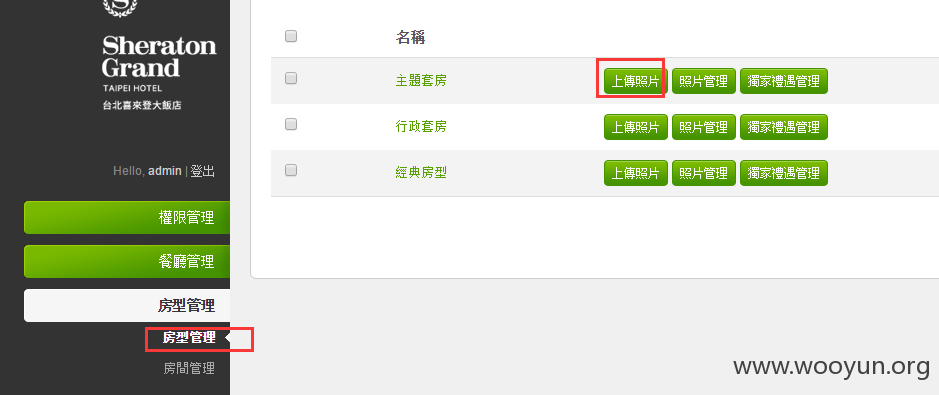 Sheraton
Grand
TAIPEI HOTEL
台北喜來登大飯店
Hello, admin | 登出
權限管理
餐廳管理
房型管理
房型管理
房間管理
名稱
主題套房 上傳照片 照片管理 獨家禮遇管理
行政套房 上傳照片 照片管理 獨家禮遇管理
經典房型 上傳照片 照片管理 獨家禮遇管理
www.wooyun.org